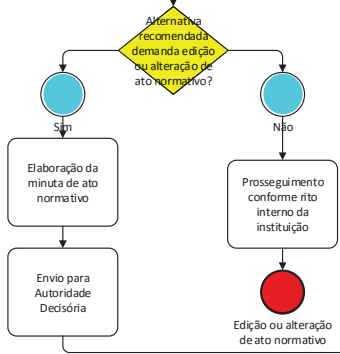 Alternativa
recomendada
demanda edição
ou alteração de
ato normativo?
Sim
Não
Elaboração da
minuta de ato
normativo
Prosseguimento
conforme rito
interno da
instituição
Envio para
Autoridade
Decisória
Edição ou alteração
de ato normativo